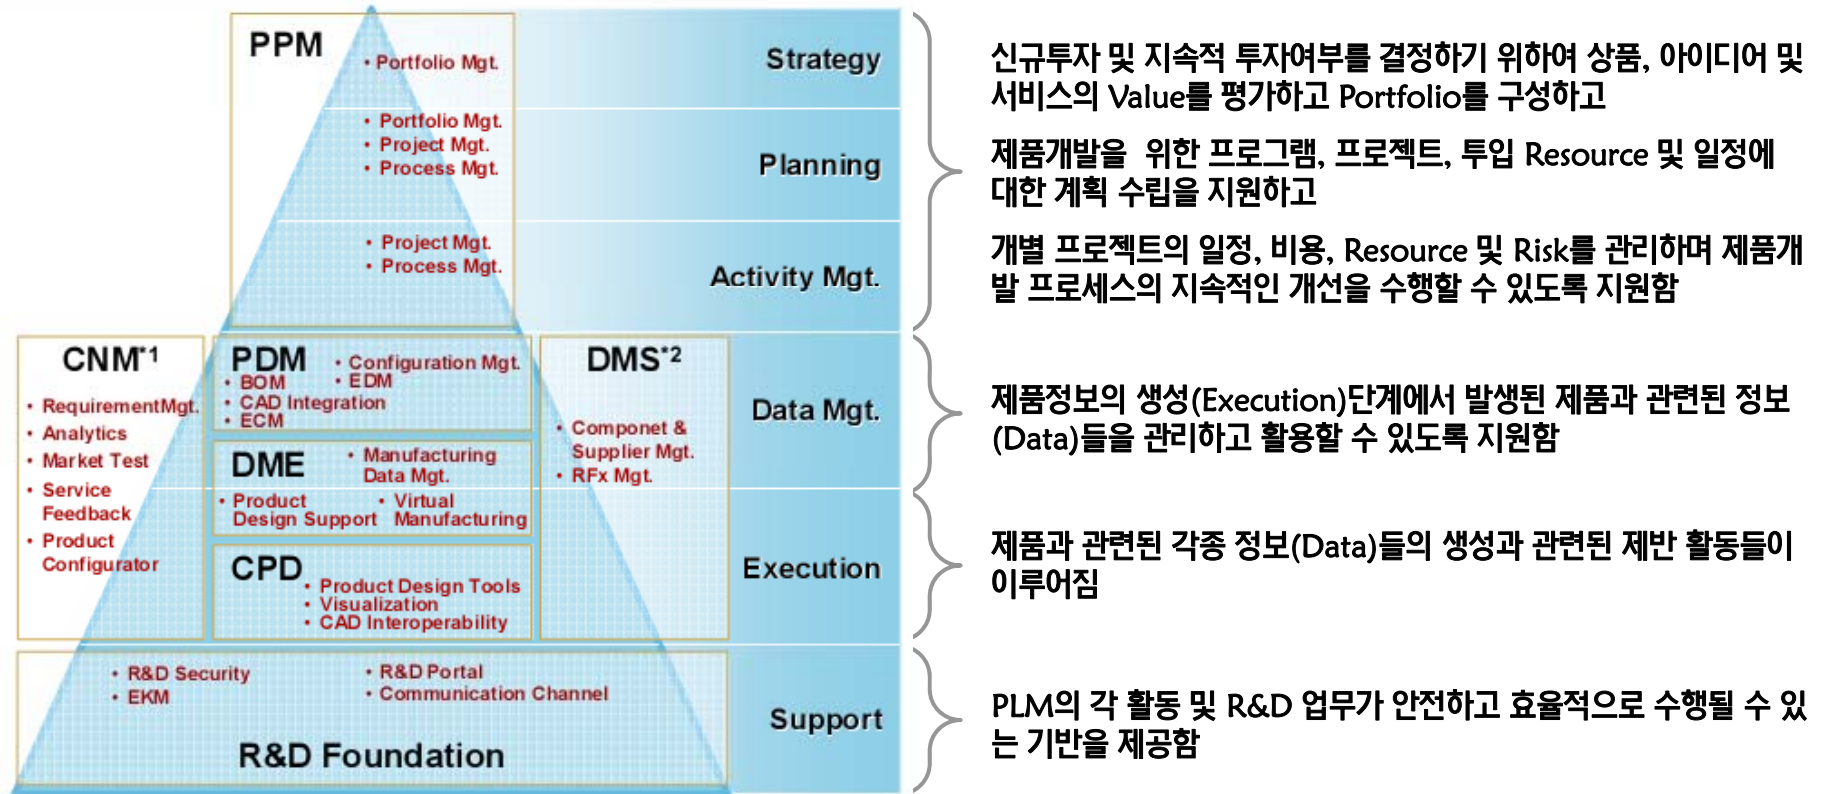 PPM
• Portfolio Mgt.
Strategy
• Portfolio Mgt.
• Project Mgt.
• Process Mgt.
Planning
• Project Mgt.
• Process Mgt.
Activity Mgt.
CNM*1
• RequirementMgt.
• Analytics
• Market Test
• Service
Feedback
• Product
Configurator
PDM
• Configuration Mgt.
• BOM
• EDM
• CAD Integration
• ECM
DME
• Manufacturing
Data Mgt.
• Product
Design Support
• Virtual
Manufacturing
CPD
• Product Design Tools
• Visualization
• CAD Interoperability
DMS*2
• Componet &
Supplier Mgt.
• RFx Mgt.
Data Mgt.
Execution
• R&D Security
• EKM
• R&D Portal
• Communication Channel
R&D Foundation
Support
신규투자 및 지속적 투자여부를 결정하기 위하여 상품, 아이디어 및
서비스의 Value를 평가하고 Portfolio를 구성하고
제품개발을 위한 프로그램, 프로젝트, 투입 Resource 및 일정에
대한 계획 수립을 지원하고
개별 프로젝트의 일정, 비용, Resource 및 Risk를 관리하며 제품개
발 프로세스의 지속적인 개선을 수행할 수 있도록 지원함
제품정보의 생성(Execution)단계에서 발생된 제품과 관련된 정보
(Data)들을 관리하고 활용할 수 있도록 지원함
제품과 관련된 각종 정보(Data)들의 생성과 관련된 제반 활동들이
이루어짐
PLM의 각 활동 및 R&D 업무가 안전하고 효율적으로 수행될 수 있
는 기반을 제공함